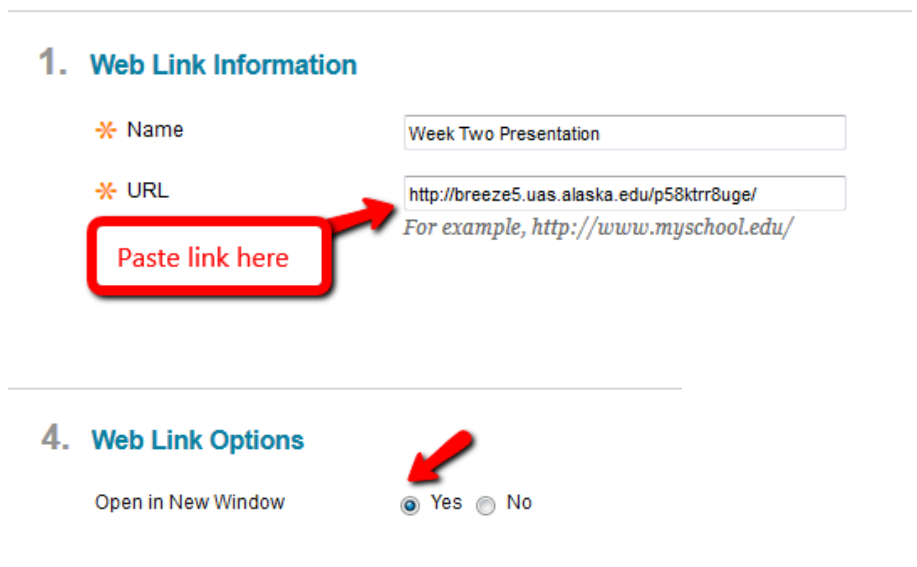 1. Web Link Information
Name
Week Two Presentation
URL
http://breeze5.uas.alaska.edu/p58ktrr8uge/
For example, http://www.myschool.edu/
Paste link here
4. Web Link Options
Open in New Window
Yes No